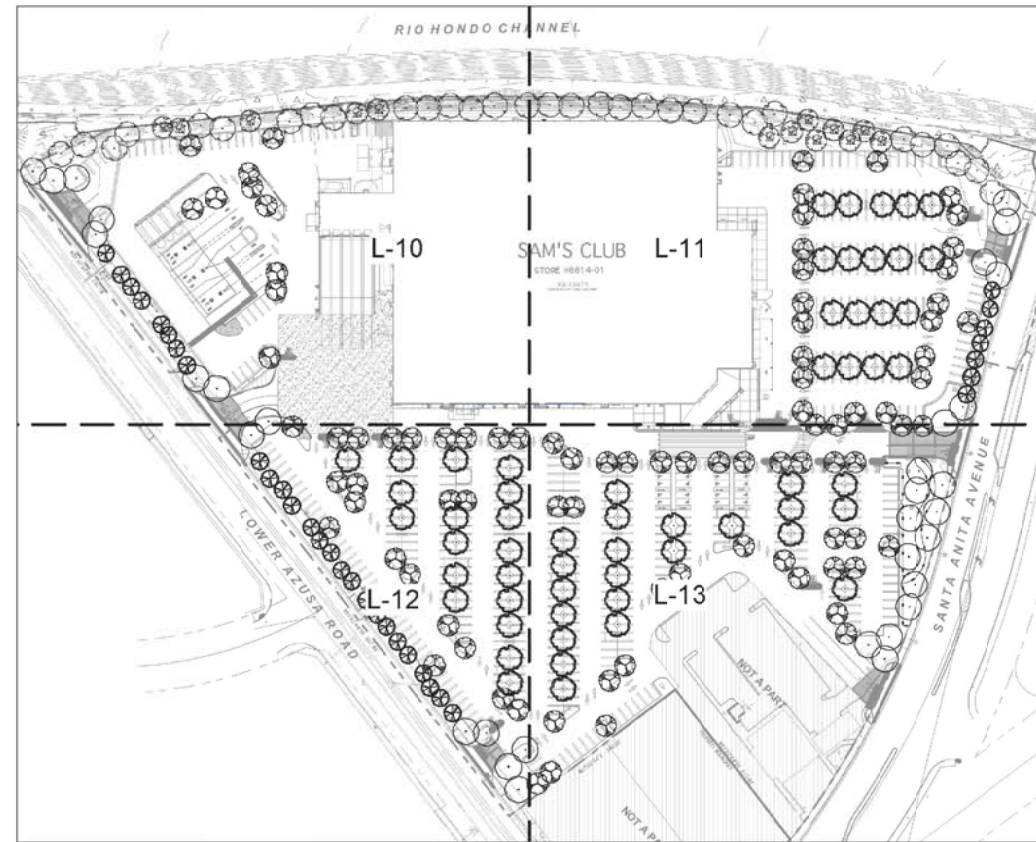 RIO HONDO CHANNEL
L-10
L-11
SAM'S CLUB
STORE #6614-01
L-12
L-13
LOWER AZUSA ROAD
SANTA ANITA AVENUE
NOT A PART
NOT A PA